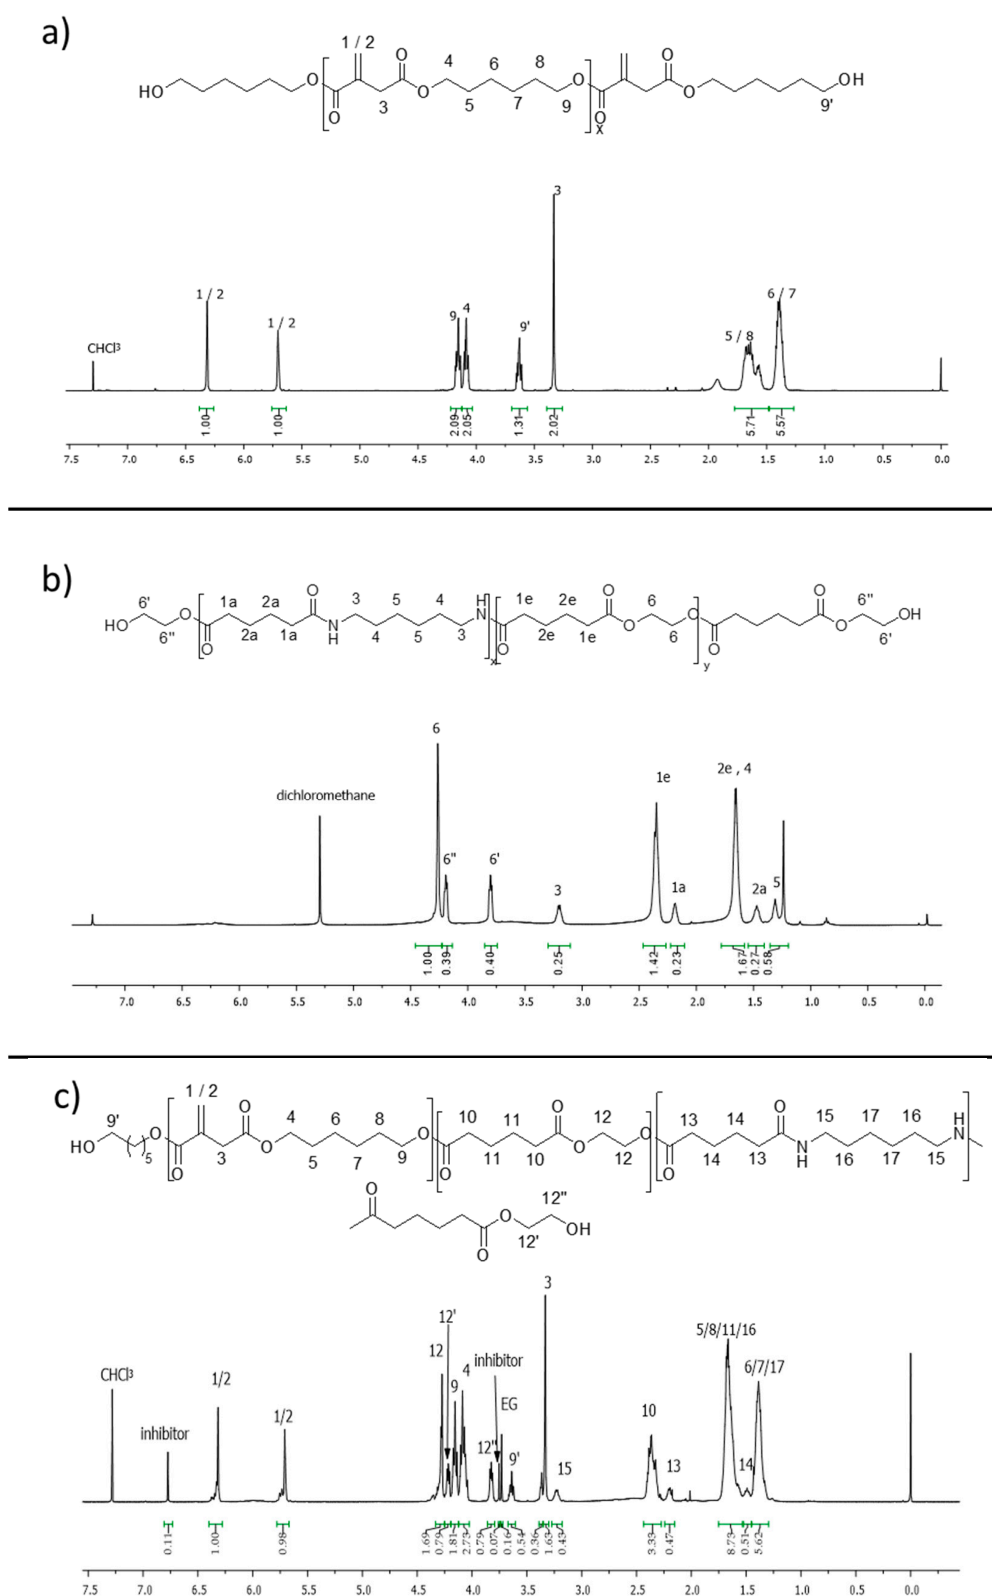 a)
1 / 2
O
4 6 8
HO O O O O OH
O 3 5 7 9 O 9'
x
3
1 / 2
1 / 2
9 4
9'
5 / 8
6 / 7
CHCl³
1.00 1.00 2.09 2.05 1.31 2.02 5.71 5.57
7.5 7.0 6.5 6.0 5.5 5.0 4.5 4.0 3.5 3.0 2.5 2.0 1.5 1.0 0.5 0.0
b)
6' 1a 2a O 3 5 4 H N 1e 2e O 6 O 6''
HO O O OH
6'' O 2a 1a N H 4 5 3 O 2e 1e O 6 O O 6'
x y
6
dichloromethane
6'' 6'
3
1e
1a
2e , 4
2a 5
1.00 0.39 0.40 0.25 1.42 0.23 1.67 0.27 0.58
7.0 6.5 6.0 5.5 5.0 4.5 4.0 3.5 3.0 2.5 2.0 1.5 1.0 0.5 0.0
c)
1 / 2
9' O 4 6 8 10 11 O 12 13 14 O 15 17 16 H N
HO 5 O O O O
O 3 5 7 9 O 11 10 O 12 O 14 13 N H 16 17 15
O 12''
O OH
O 12'
3
12'
12
9
4
inhibitor
EG
5/8/11/16
6/7/17
CHCl³
inhibitor
1/2
1/2
12''
9'
15
10
13
14
0.11 1.00 0.98 1.69 0.79 1.81 2.73 0.79 0.07 0.16 0.54 0.36 1.63 0.43 3.33 0.47 8.73 0.51 5.62
7.5 7.0 6.5 6.0 5.5 5.0 4.5 4.0 3.5 3.0 2.5 2.0 1.5 1.0 0.5 0.0